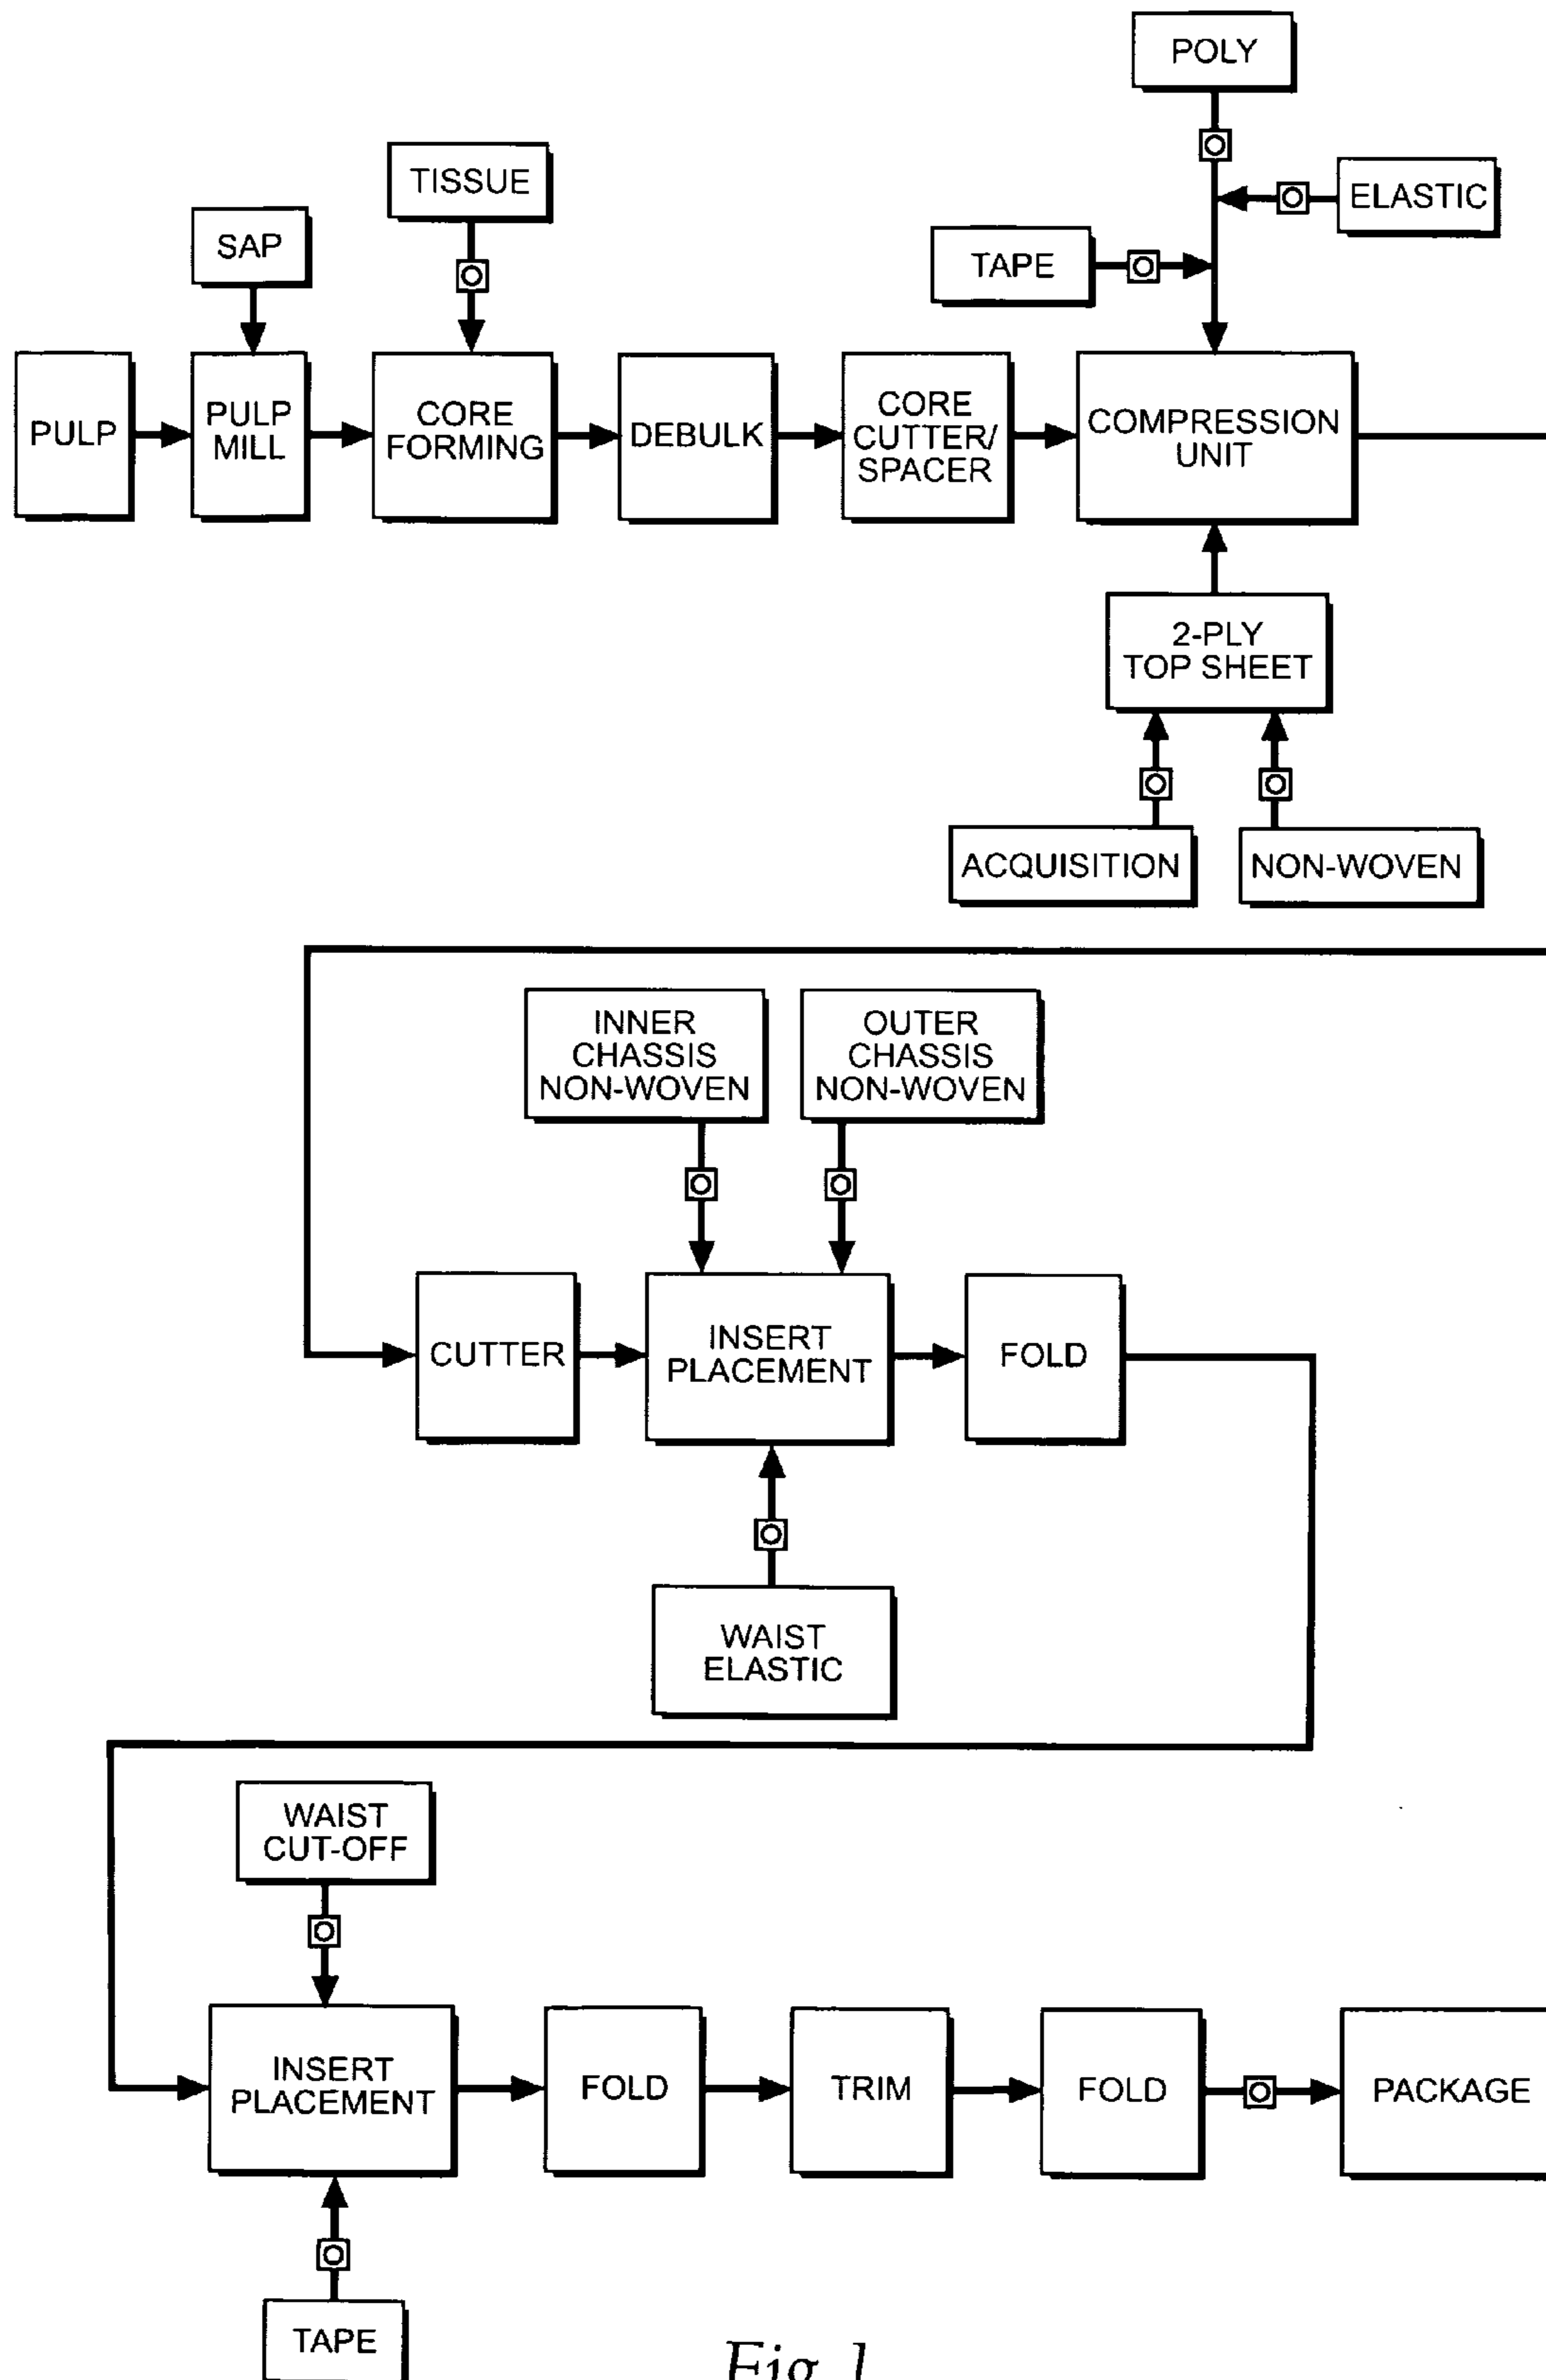 POLY
TISSUE
ELASTIC
SAP
TAPE
PULP
PULP
MILL
CORE
FORMING
DEBULK
CORE
CUTTER/
SPACER
COMPRESSION
UNIT
2-PLY
TOP SHEET
ACQUISITION
NON-WOVEN
INNER
CHASSIS
NON-WOVEN
OUTER
CHASSIS
NON-WOVEN
CUTTER
INSERT
PLACEMENT
FOLD
WAIST
ELASTIC
WAIST
CUT-OFF
INSERT
PLACEMENT
FOLD
TRIM
FOLD
PACKAGE
TAPE
Fig. 1